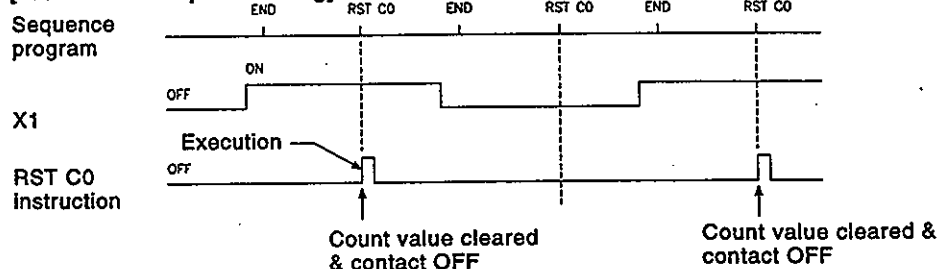 END RST C0 END RST C0 END RST C0
Sequence
program
ON
OFF
X1
Execution
OFF
RST C0
instruction
Count value cleared
& contact OFF
Count value cleared &
contact OFF